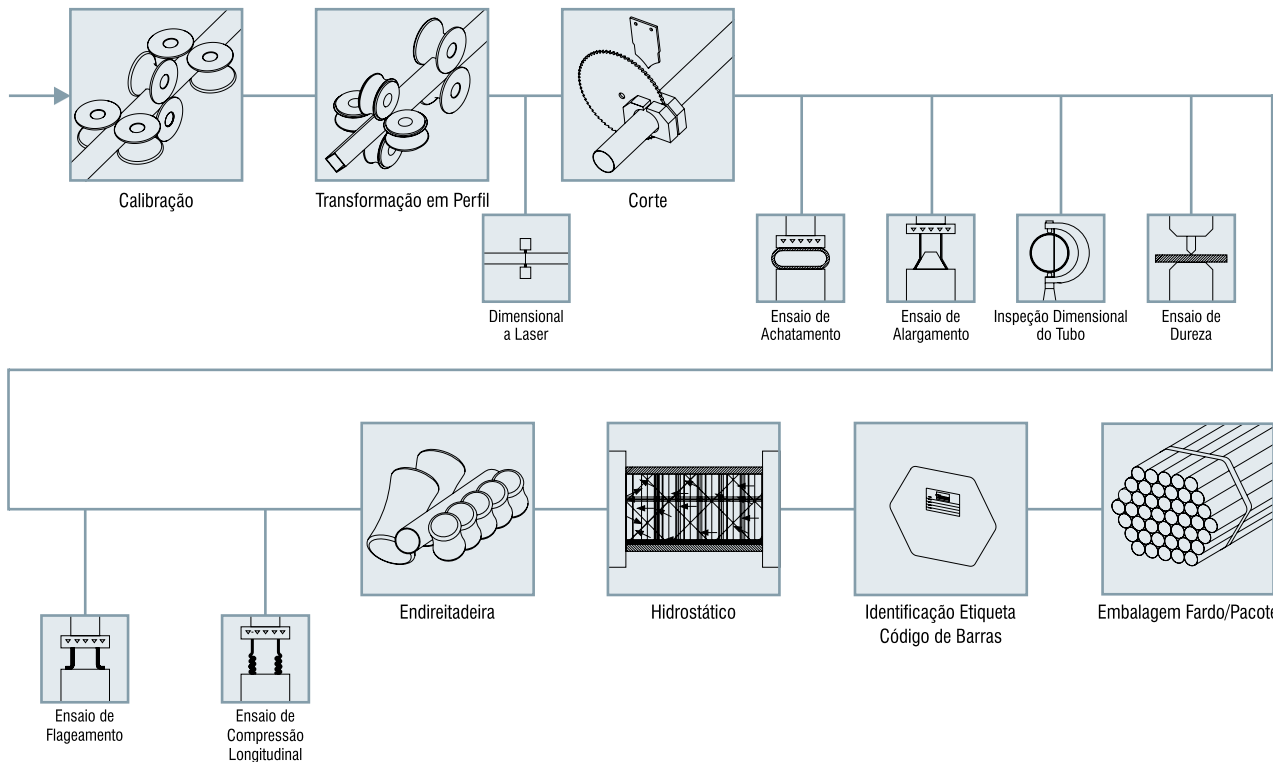 Calibração
Transformação em Perfil
Corte
Dimensional
a Laser
Ensaio de
Achatamento
Ensaio de
Alargamento
Inspeção Dimensional
do Tubo
Ensaio de
Dureza
Endireitadeira
Hidrostático
Identificação Etiqueta
Código de Barras
Embalagem Fardo/Pacote
Ensaio de
Flageamento
Ensaio de
Compressão
Longitudinal